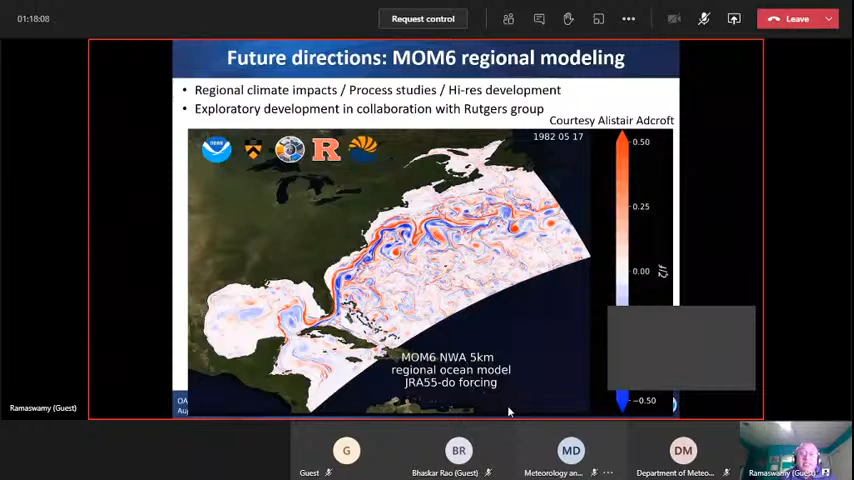 01:18:08
Request control
Leave
Future directions: MOM6 regional modeling
• Regional climate impacts / Process studies / Hi-res development
• Exploratory development in collaboration with Rutgers group
Courtesy Alistair Adcroft
1982 05 17
R
0.50
0.25
0.00
ζ/f
−0.50
MOM6 NWA 5km
regional ocean model
JRA55-do forcing
Ramaswamy (Guest)
G
BR
MD
DM
Guest
Bhaskar Rao (Guest)
Meteorology an...
Department of Meteo...
Ramaswamy (Guest)